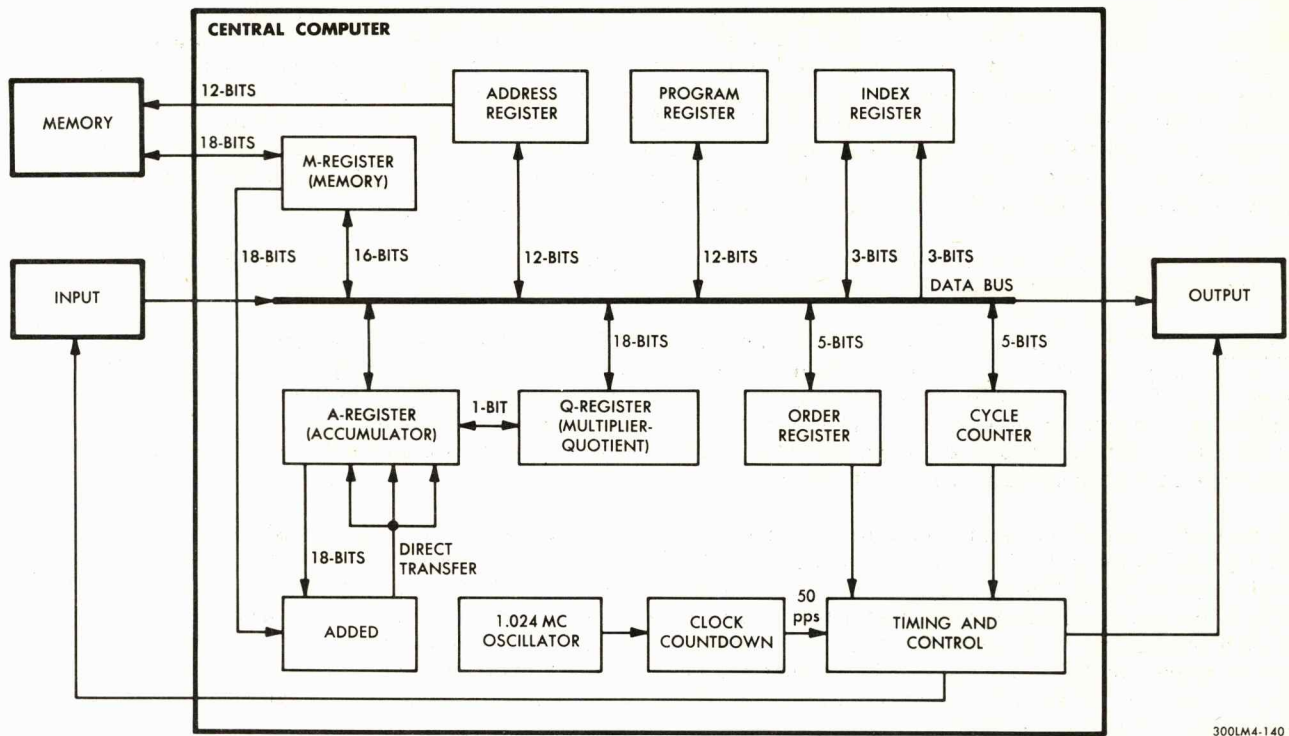 CENTRAL COMPUTER
MEMORY
12-BITS
18-BITS
ADDRESS
REGISTER
PROGRAM
REGISTER
INDEX
REGISTER
M-REGISTER
(MEMORY)
18-BITS
16-BITS
12-BITS
12-BITS
3-BITS
3-BITS
DATA BUS
INPUT
OUTPUT
18-BITS
5-BITS
5-BITS
A-REGISTER
(ACCUMULATOR)
1-BIT
Q-REGISTER
(MULTIPLIER-
QUOTIENT)
ORDER
REGISTER
CYCLE
COUNTER
18-BITS
DIRECT
TRANSFER
ADDED
1.024 MC
OSCILLATOR
CLOCK
COUNTDOWN
50
pps
TIMING AND
CONTROL
300LM4-140